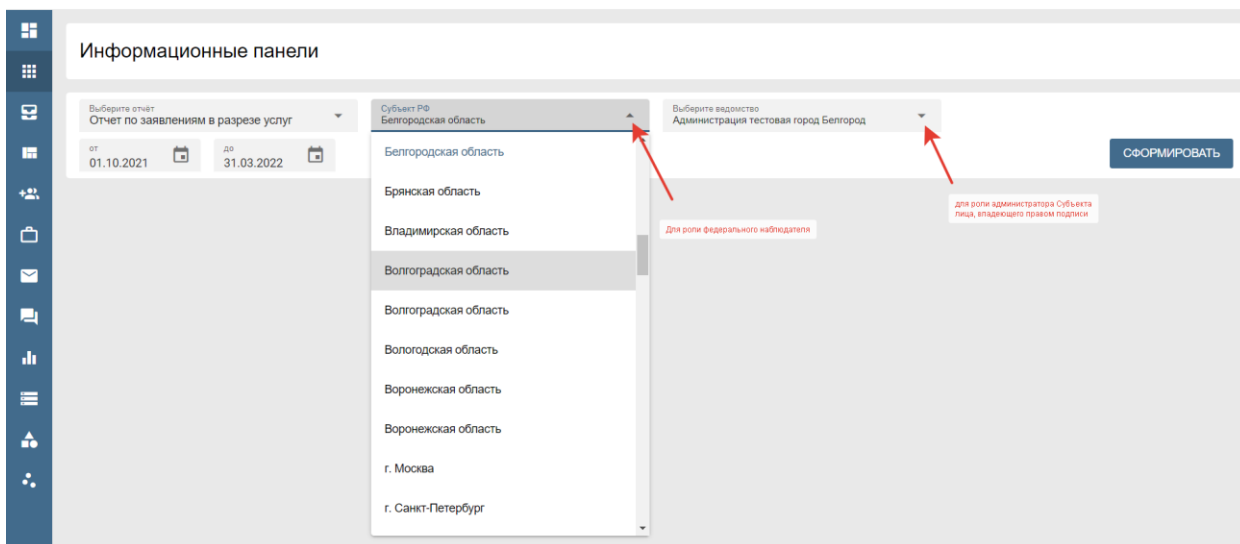 Информационные панели
Выберите отчёт
Отчет по заявлениям в разрезе услуг
Субъект РФ
Белгородская область
Выберите ведомство
Администрация тестовая город Белгород
от
01.10.2021
до
31.03.2022
СФОРМИРОВАТЬ
Белгородская область
Брянская область
Владимирская область
Волгоградская область
Волгоградская область
Вологодская область
Воронежская область
Воронежская область
г. Москва
г. Санкт-Петербург
Для роли федерального наблюдателя
для роли администратора Субъекта
лица, владеющего правом подписи